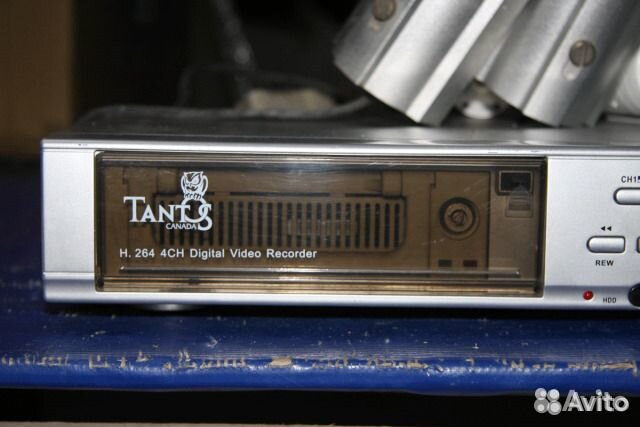 TANTOS
CANADA
H. 264 4CH Digital Video Recorder
CH1
REW
HDD
Avito